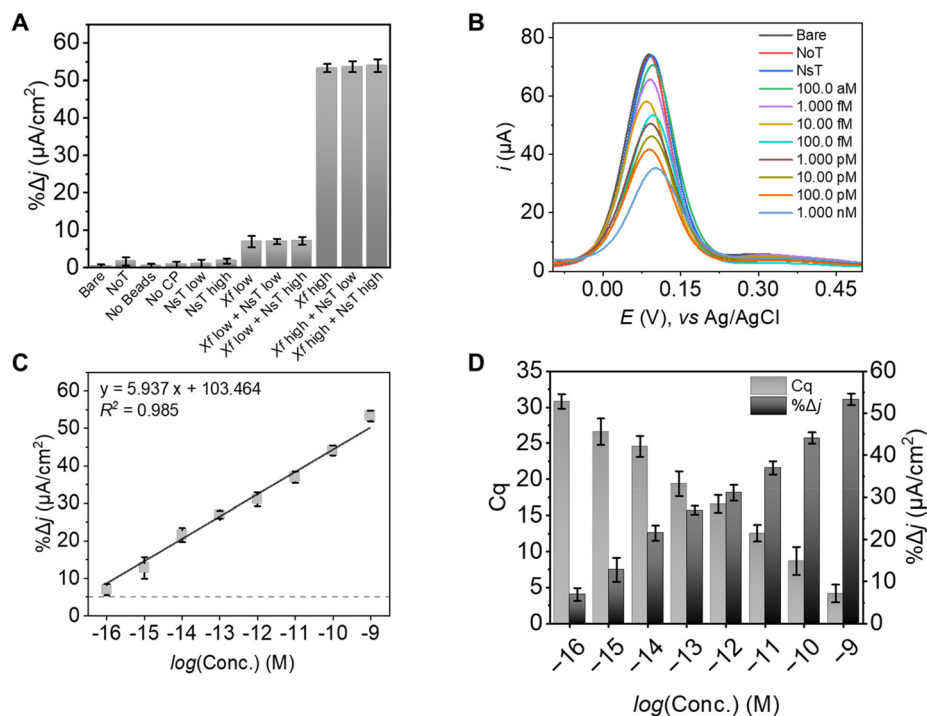 A
60
50
40
30
20
10
0
%Δj (μA/cm²)
Bare
NoT
No Beads
No CP
NsT low
NsT high
Xf low
Xf low + NsT low
Xf low + NsT high
Xf high
Xf high + NsT low
Xf high + NsT high
B
80
60
40
20
0
i (μA)
Bare
NoT
NsT
100.0 aM
1.000 fM
10.00 fM
100.0 fM
1.000 pM
10.00 pM
100.0 pM
1.000 nM
0.00 0.15 0.30 0.45
E (V), vs Ag/AgCl
C
y = 5.937 x + 103.464
R² = 0.985
60
50
40
30
20
10
0
%Δj (μA/cm²)
-16 -15 -14 -13 -12 -11 -10 -9
log(Conc.) (M)
D
35
30
25
20
15
10
5
0
Cq
Cq
%Δj
60
50
40
30
20
10
0
%Δj (μA/cm²)
−16 −15 −14 −13 −12 −11 −10 −9
log(Conc.) (M)